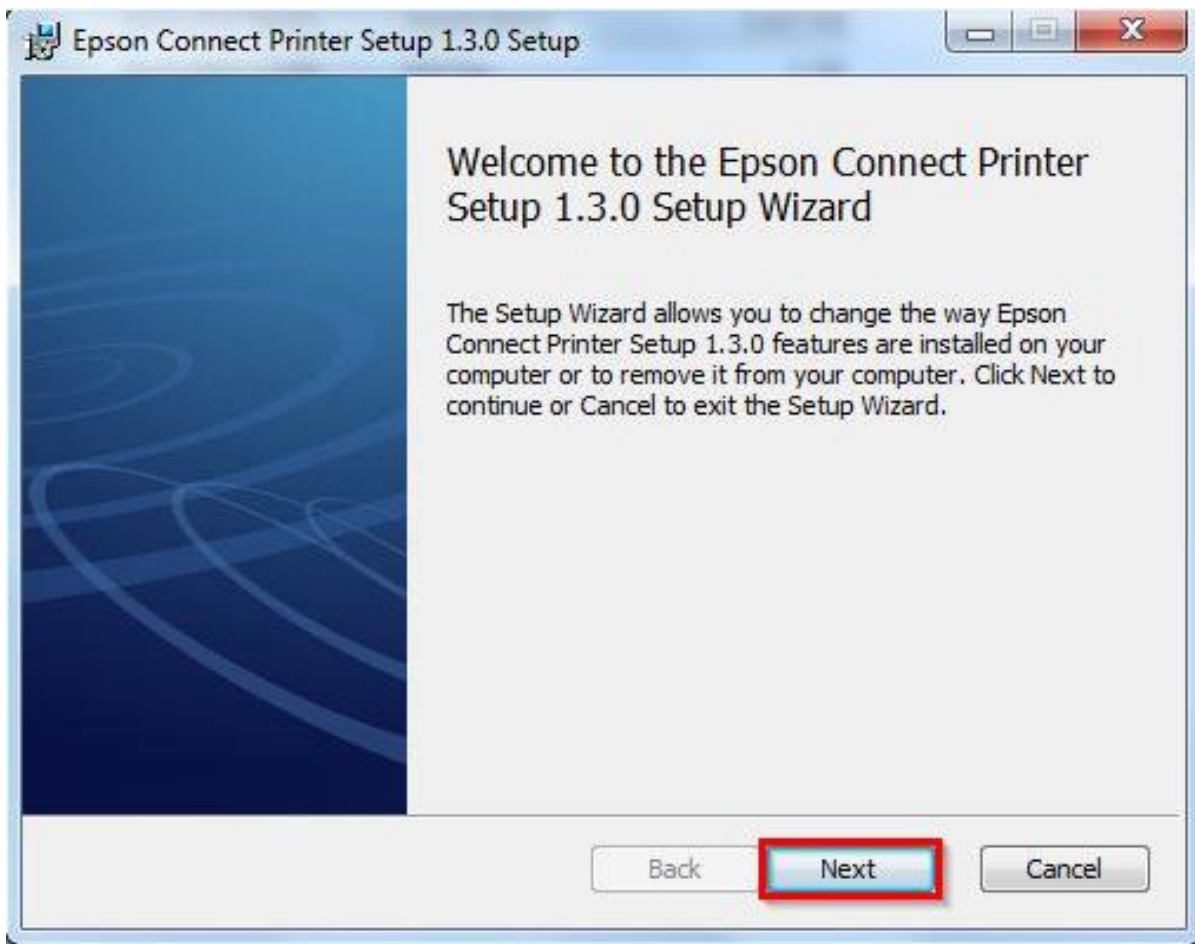 Epson Connect Printer Setup 1.3.0 Setup
Welcome to the Epson Connect Printer
Setup 1.3.0 Setup Wizard
The Setup Wizard allows you to change the way Epson
Connect Printer Setup 1.3.0 features are installed on your
computer or to remove it from your computer. Click Next to
continue or Cancel to exit the Setup Wizard.
Back Next Cancel